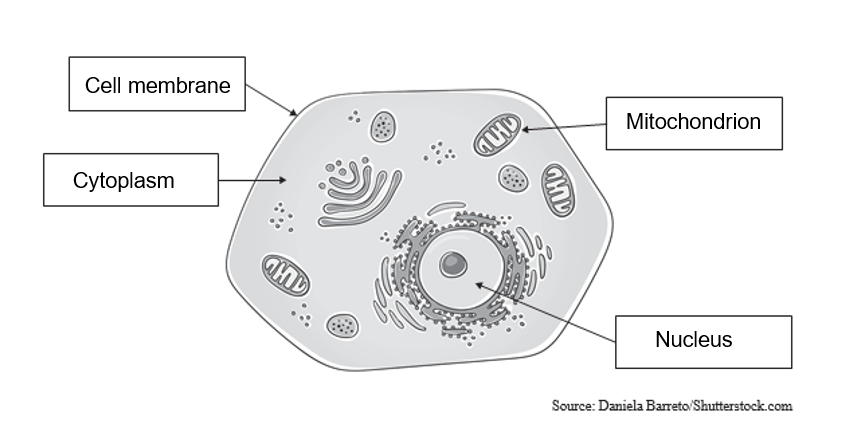 Cell membrane
Mitochondrion
Cytoplasm
Nucleus
Source: Daniela Barreto/Shutterstock.com